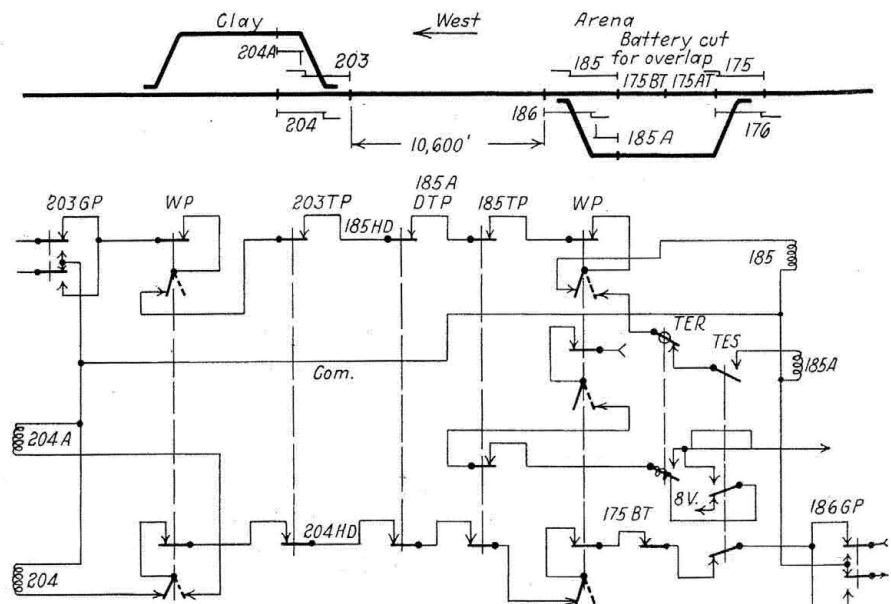 Clay
West
Arena
204A
203
Battery cut
for overlap
185
175
175BT
175AT
204
186
185A
176
10,600'
203GP
WP
203TP
185HD
185A
DTP
185TP
WP
185
TER
TES
185A
Com.
204A
8V.
204HD
175BT
186GP
204